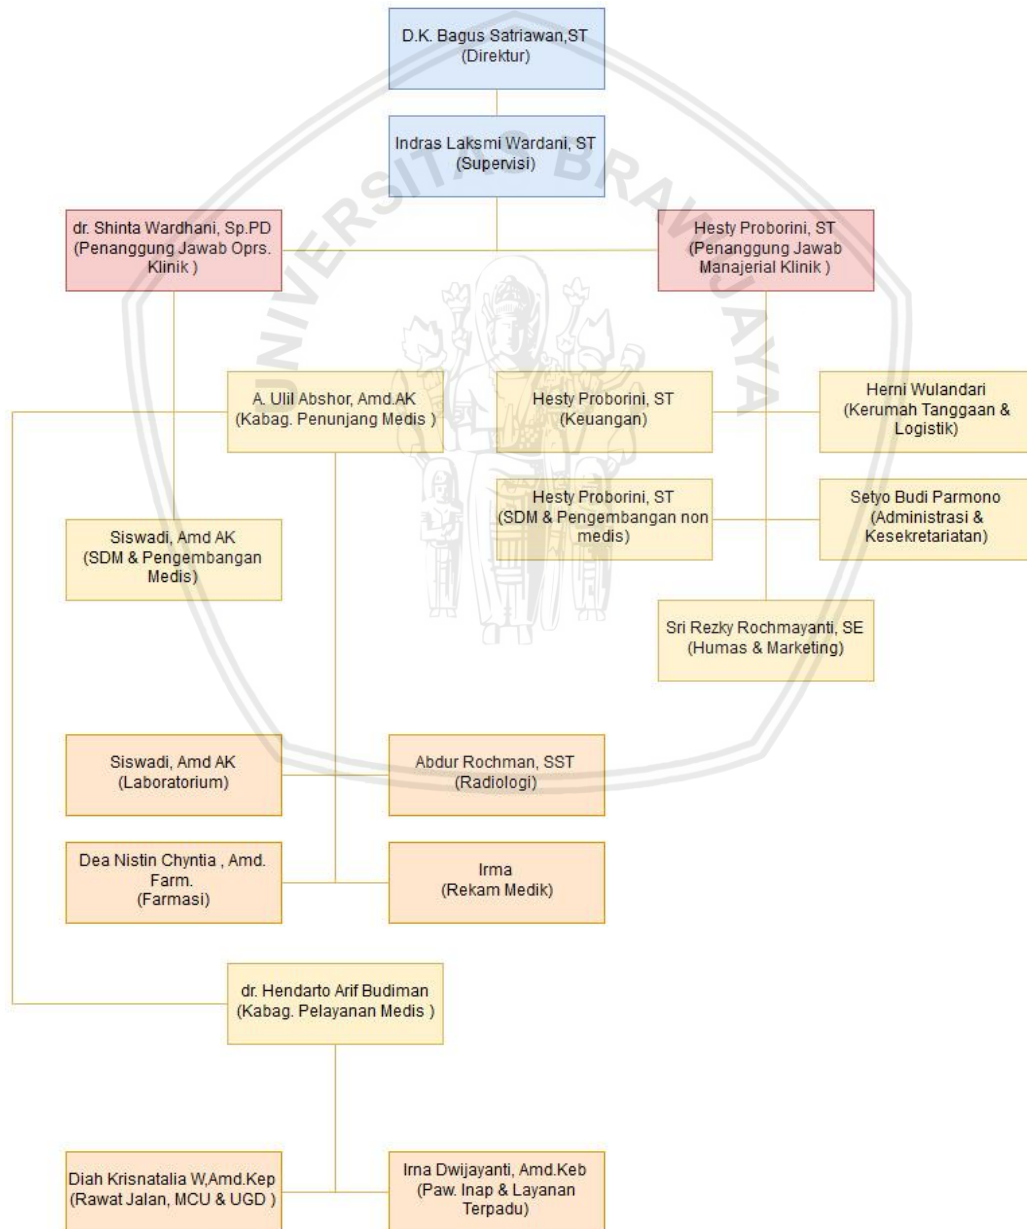 D.K. Bagus Satriawan,ST
(Direktur)
Indras Laksmi Wardani, ST
(Supervisi)
dr. Shinta Wardhani, Sp.PD
(Penanggung Jawab Oprs.
Klinik )
Hesty Proborini, ST
(Penanggung Jawab
Manajerial Klinik )
UNIVERSITAS BRAWIJAYA
A. Ulil Abshor, Amd.AK
(Kabag. Penunjang Medis )
Hesty Proborini, ST
(Keuangan)
Herni Wulandari
(Kerumah Tanggaan &
Logistik)
Siswadi, Amd AK
(SDM & Pengembangan
Medis)
Hesty Proborini, ST
(SDM & Pengembangan non
medis)
Setyo Budi Parmono
(Administrasi &
Kesekretariatan)
Sri Rezky Rochmayanti, SE
(Humas & Marketing)
Siswadi, Amd AK
(Laboratorium)
Abdur Rochman, SST
(Radiologi)
Dea Nistin Chyntia , Amd.
Farm.
(Farmasi)
Irma
(Rekam Medik)
dr. Hendarto Arif Budiman
(Kabag. Pelayanan Medis )
Diah Krisnatalia W,Amd.Kep
(Rawat Jalan, MCU & UGD )
Irna Dwijayanti, Amd.Keb
(Paw. Inap & Layanan
Terpadu)